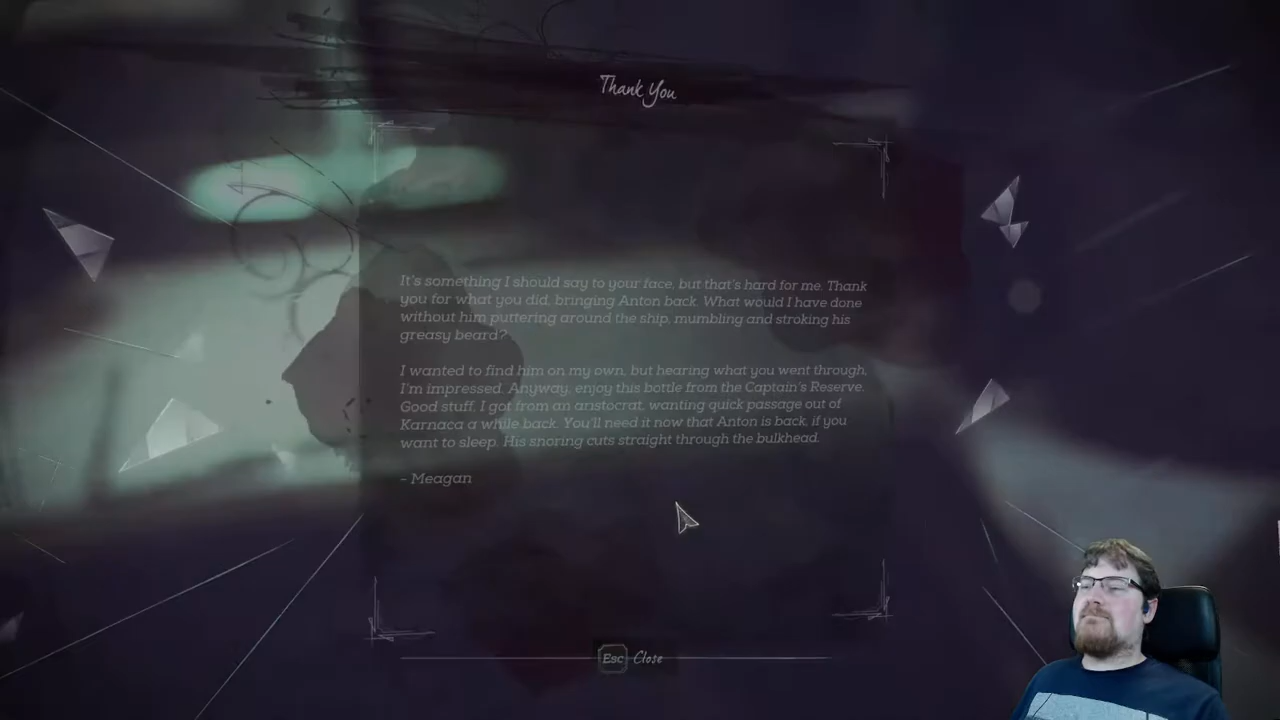 Thank You
It's something I should say to your face, but that's hard for me. Thank
you for what you did, bringing Anton back. What would I have done
without him puttering around the ship, mumbling and stroking his
greasy beard?
I wanted to find him on my own, but hearing what you went through,
I'm impressed. Anyway, enjoy this bottle from the Captain's Reserve.
Good stuff, I got from an aristocrat, wanting quick passage out of
Karnaca a while back. You'll need it now that Anton is back, if you
want to sleep. His snoring cuts straight through the bulkhead.
- Meagan
Esc Close